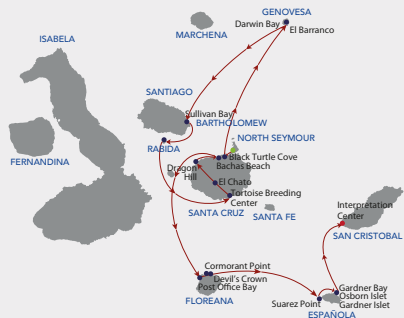 GENOVESA
Darwin Bay
El Barranco
MARCHENA
ISABELA
SANTIAGO
Sullivan Bay
BARTHOLOMEW
NORTH SEYMOUR
RABIDA
FERNANDINA
Dragon
Hill
Black Turtle Cove
Bachas Beach
El Chato
Tortoise Breeding
Center
SANTA CRUZ
SANTA FE
Interpretation
Center
SAN CRISTOBAL
Cormorant Point
Devil's Crown
Post Office Bay
FLOREANA
Gardner Bay
Osborn Islet
Gardner Islet
Suarez Point
ESPAÑOLA